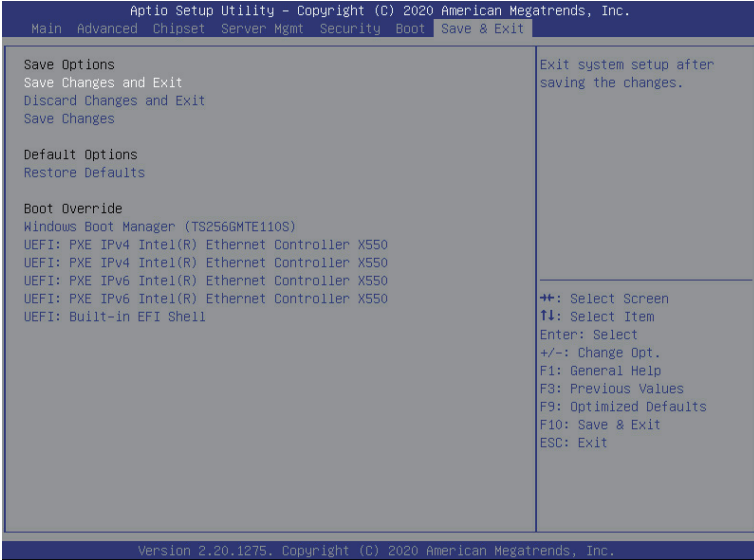 Aptio Setup Utility – Copyright (C) 2020 American Megatrends, Inc.
Main Advanced Chipset Server Mgmt Security Boot Save & Exit
Save Options
Save Changes and Exit
Discard Changes and Exit
Save Changes
Default Options
Restore Defaults
Boot Override
Windows Boot Manager (TS256GMTE110S)
UEFI: PXE IPv4 Intel(R) Ethernet Controller X550
UEFI: PXE IPv4 Intel(R) Ethernet Controller X550
UEFI: PXE IPv6 Intel(R) Ethernet Controller X550
UEFI: PXE IPv6 Intel(R) Ethernet Controller X550
UEFI: Built-in EFI Shell
Exit system setup after
saving the changes.
→←: Select Screen
↑↓: Select Item
Enter: Select
+/-: Change Opt.
F1: General Help
F3: Previous Values
F9: Optimized Defaults
F10: Save & Exit
ESC: Exit
Version 2.20.1275. Copyright (C) 2020 American Megatrends, Inc.